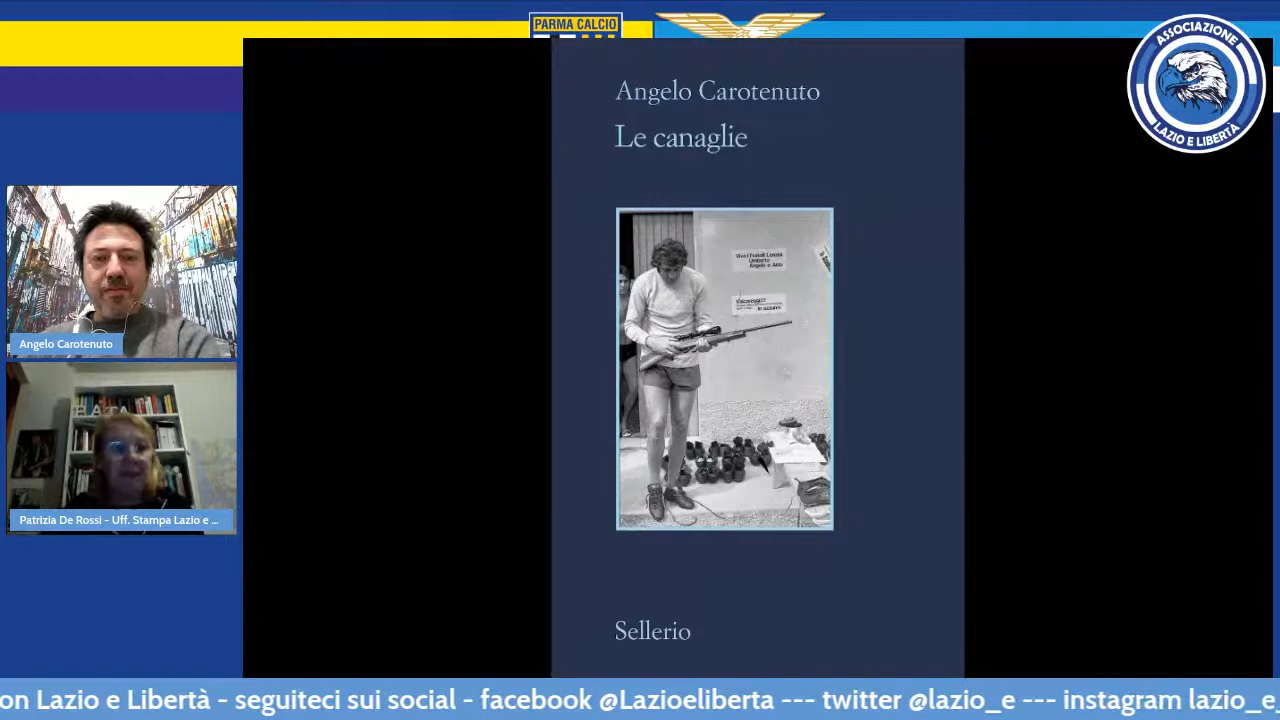 PARMA CALCIO
ASSOCIAZIONE
LAZIO E LIBERTÀ
Angelo Carotenuto
Le canaglie
Sellerio
Angelo Carotenuto
Patrizia De Rossi - Uff. Stampa Lazio e ...
on Lazio e Libertà - seguiteci sui social - facebook @Lazioeliberta --- twitter @lazio_e --- instagram lazio_e